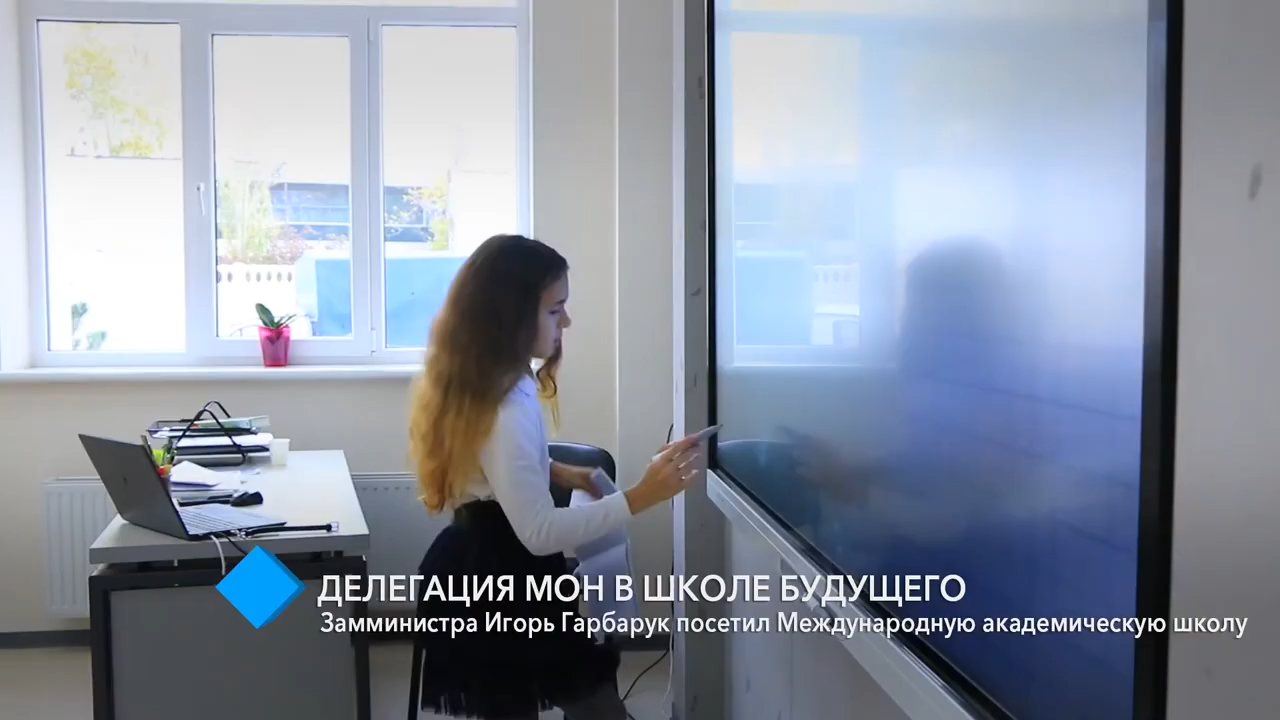 ДЕЛЕГАЦИЯ МОН В ШКОЛЕ БУДУЩЕГО
Замминистра Игорь Гарбарук посетил Международную академическую школу